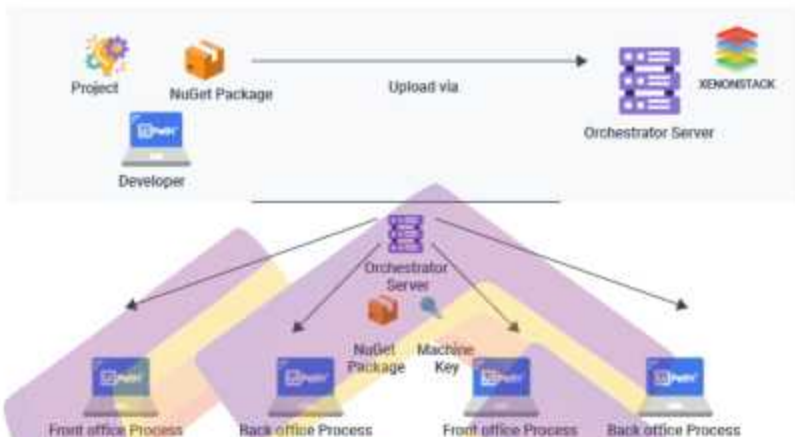 Project
NuGet Package
Upload via
XENONSTACK
Orchestrator Server
Developer
Orchestrator
Server
NuGet
Package
Machine
Key
Front office Process
Back office Process
Front office Process
Back office Process